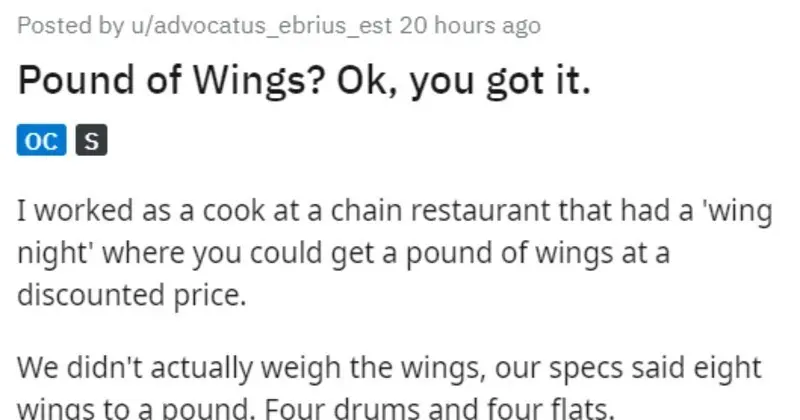 Posted by u/advocatus_ebrius_est 20 hours ago
Pound of Wings? Ok, you got it.
OC S
I worked as a cook at a chain restaurant that had a 'wing
night' where you could get a pound of wings at a
discounted price.
We didn't actually weigh the wings, our specs said eight
wings to a pound. Four drums and four flats.